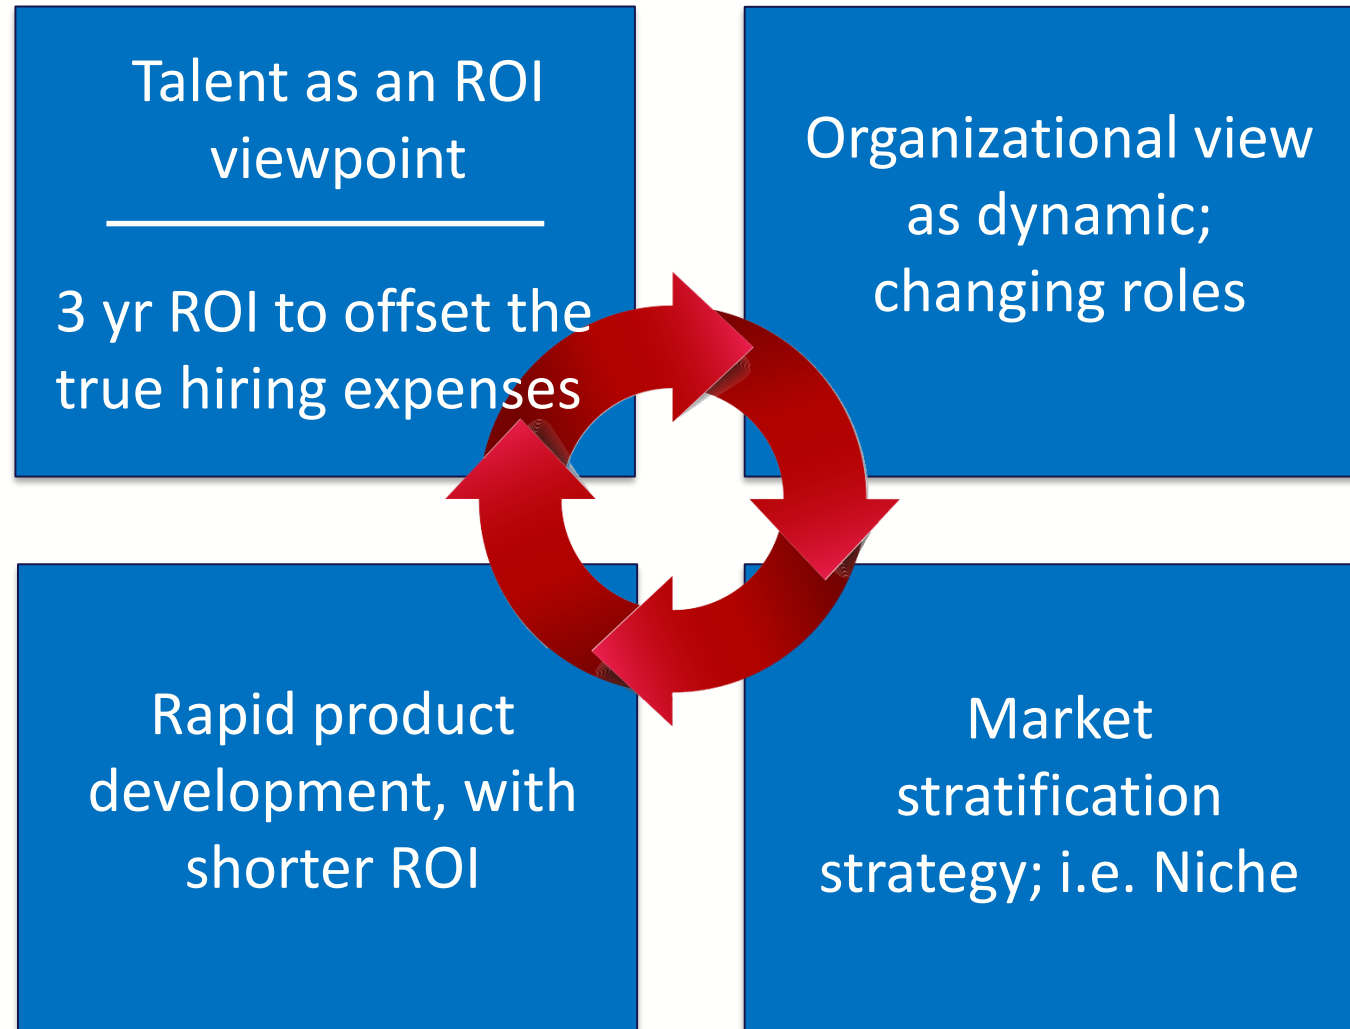 Talent as an ROI
viewpoint
3 yr ROI to offset the
true hiring expenses
Organizational view
as dynamic;
changing roles
Rapid product
development, with
shorter ROI
Market
stratification
strategy; i.e. Niche